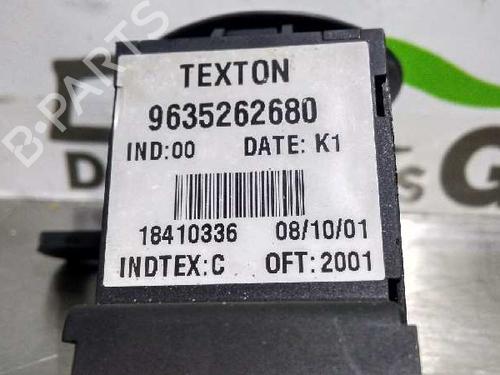 TEXTON
9635262680
IND:00 DATE: K1
18410336 08/10/01
INDTEX:C OFT:2001
B-PARTS